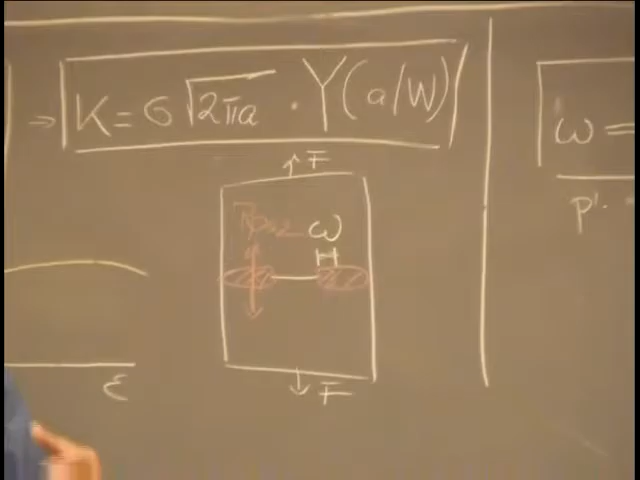 ⇒ K = σ √2πa · Y(a/W)
ω =
p'.
↑ F
ω
ε
↓ F